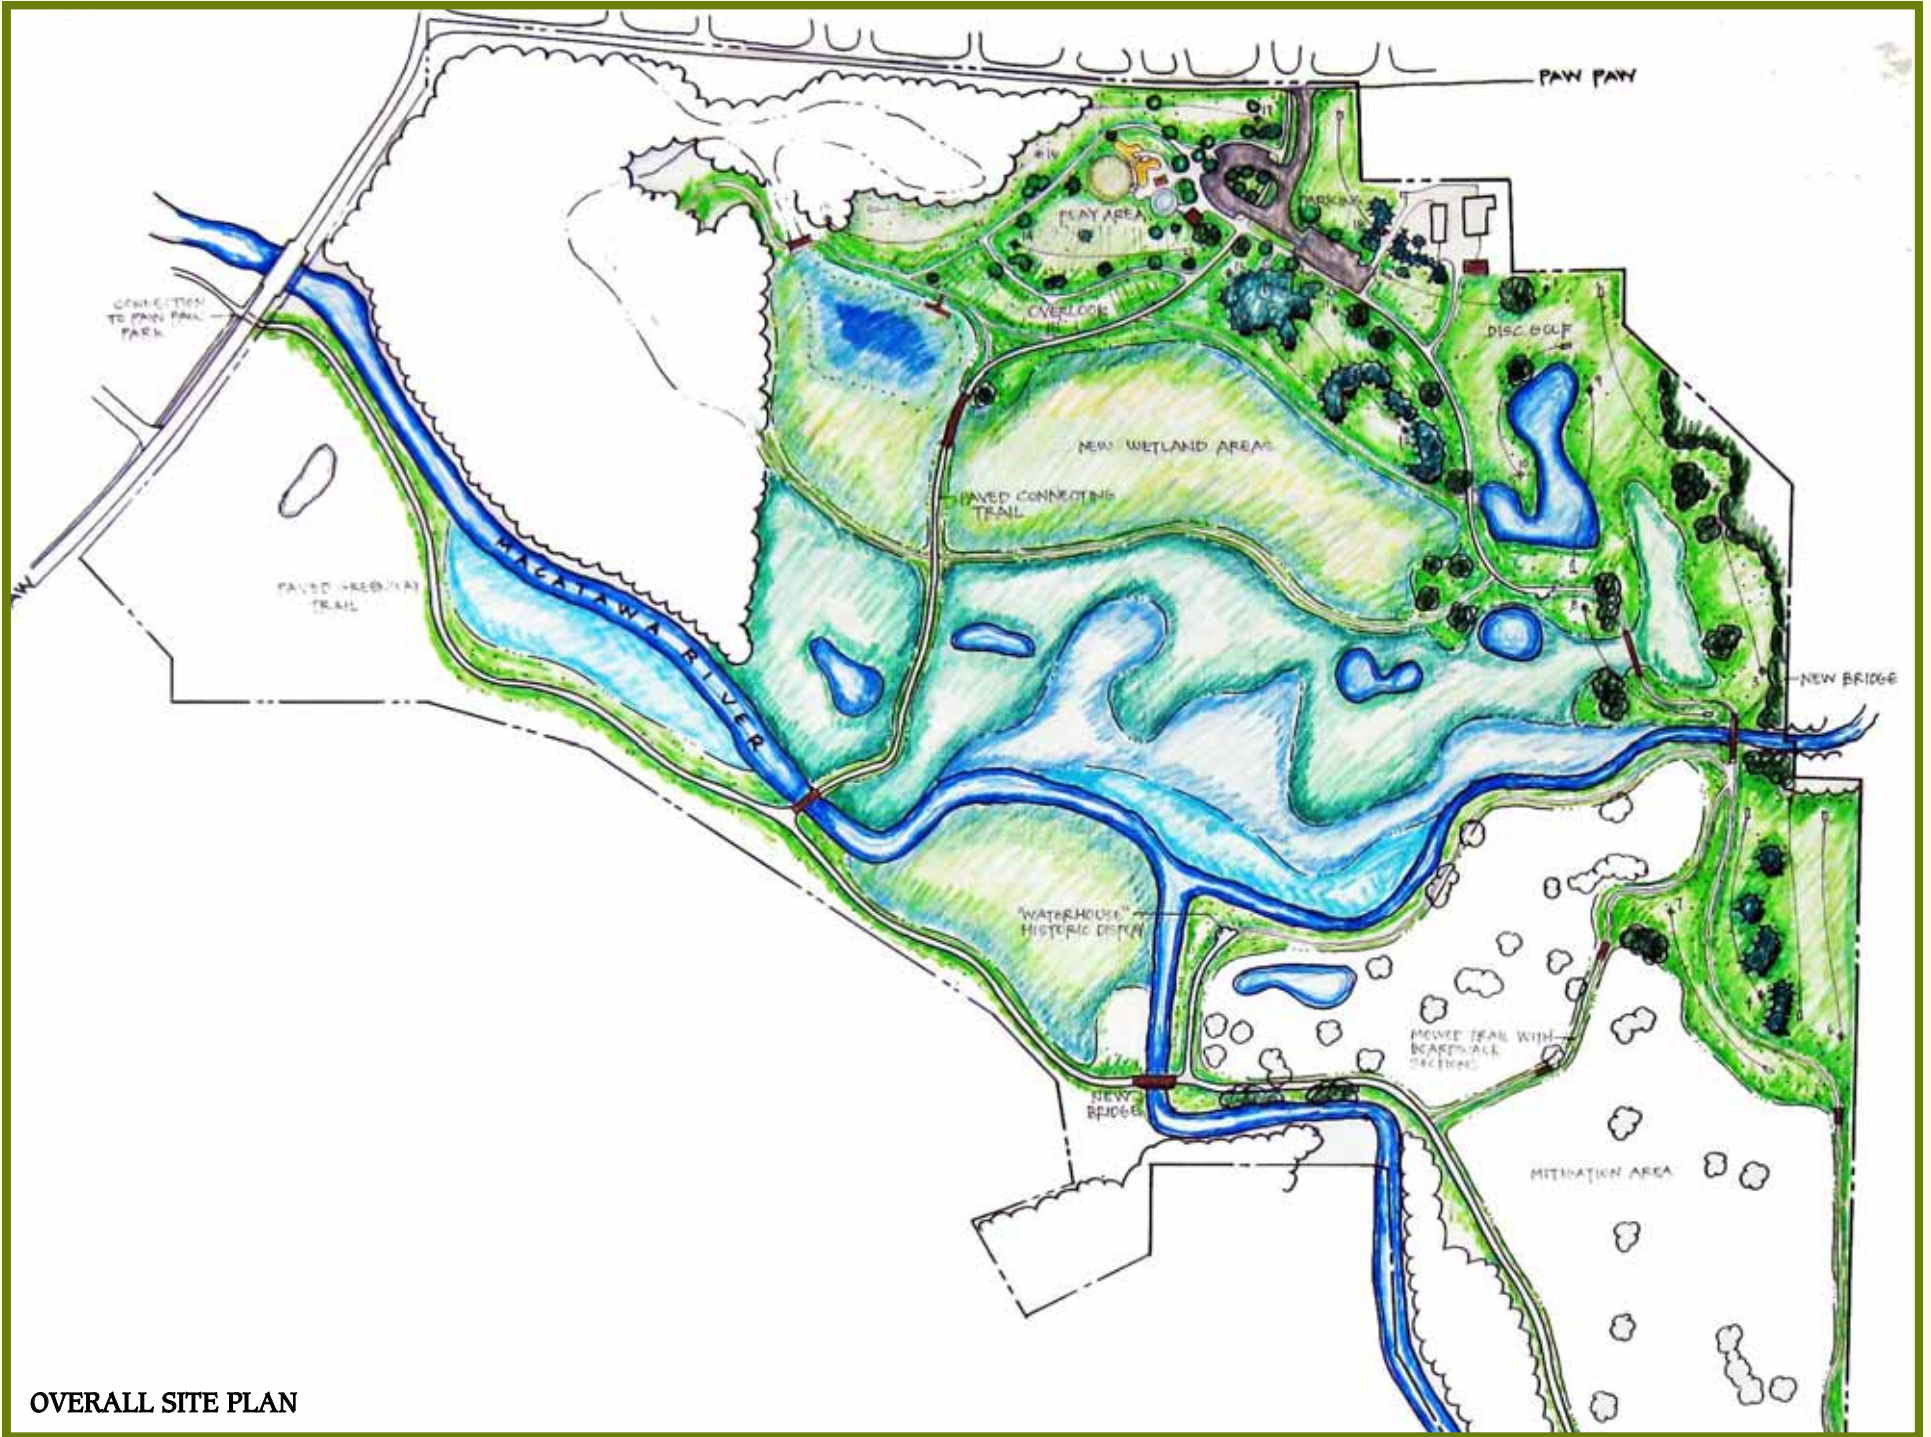 PAW PAW
CONNECTION
TO PAW PAW
PARK
PLAY AREA
PARKING
OVERLOOK
DISC GOLF
NEW WETLAND AREAS
PAVED CONNECTING
TRAIL
MACATAWA RIVER
PAVED GREENWAY
TRAIL
NEW BRIDGE
"WATERHOUSE"
HISTORIC DISPLAY
MOWED TRAIL WITH
BOARDWALK
SECTIONS
NEW
BRIDGE
MITIGATION AREA
OVERALL SITE PLAN